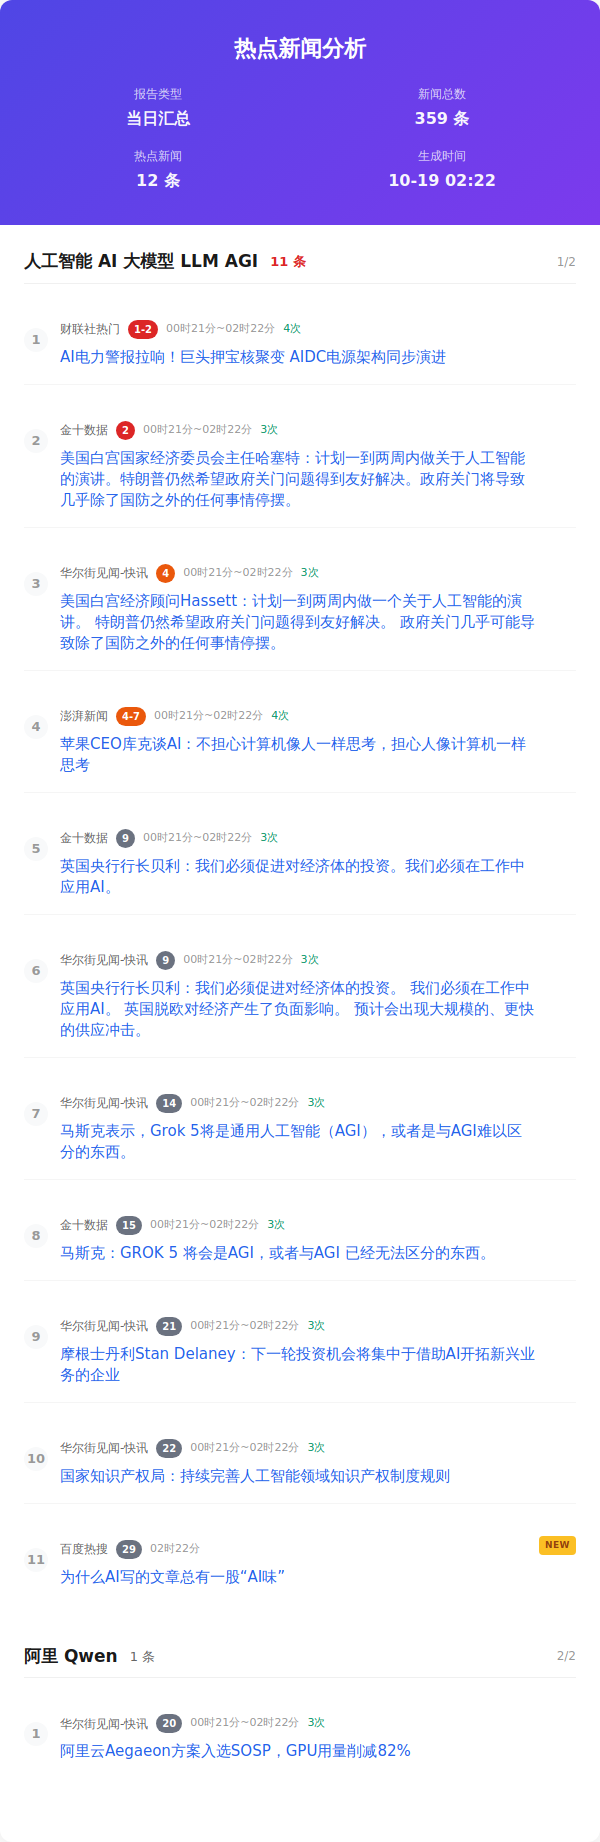 热点新闻分析
报告类型
新闻总数
当日汇总
359 条
热点新闻
生成时间
12 条
10-19 02:22
人工智能 AI 大模型 LLM AGI 11 条 1/2
1
财联社热门 1-2 00时21分~02时22分 4次
AI电力警报拉响！巨头押宝核聚变 AIDC电源架构同步演进
2
金十数据 2 00时21分~02时22分 3次
美国白宫国家经济委员会主任哈塞特：计划一到两周内做关于人工智能
的演讲。特朗普仍然希望政府关门问题得到友好解决。政府关门将导致
几乎除了国防之外的任何事情停摆。
3
华尔街见闻-快讯 4 00时21分~02时22分 3次
美国白宫经济顾问Hassett：计划一到两周内做一个关于人工智能的演
讲。 特朗普仍然希望政府关门问题得到友好解决。 政府关门几乎可能导
致除了国防之外的任何事情停摆。
4
澎湃新闻 4-7 00时21分~02时22分 4次
苹果CEO库克谈AI：不担心计算机像人一样思考，担心人像计算机一样
思考
5
金十数据 9 00时21分~02时22分 3次
英国央行行长贝利：我们必须促进对经济体的投资。我们必须在工作中
应用AI。
6
华尔街见闻-快讯 9 00时21分~02时22分 3次
英国央行行长贝利：我们必须促进对经济体的投资。 我们必须在工作中
应用AI。 英国脱欧对经济产生了负面影响。 预计会出现大规模的、更快
的供应冲击。
7
华尔街见闻-快讯 14 00时21分~02时22分 3次
马斯克表示，Grok 5将是通用人工智能（AGI），或者是与AGI难以区
分的东西。
8
金十数据 15 00时21分~02时22分 3次
马斯克：GROK 5 将会是AGI，或者与AGI 已经无法区分的东西。
9
华尔街见闻-快讯 21 00时21分~02时22分 3次
摩根士丹利Stan Delaney：下一轮投资机会将集中于借助AI开拓新兴业
务的企业
10
华尔街见闻-快讯 22 00时21分~02时22分 3次
国家知识产权局：持续完善人工智能领域知识产权制度规则
11
百度热搜 29 02时22分 NEW
为什么AI写的文章总有一股“AI味”
阿里 Qwen 1 条 2/2
1
华尔街见闻-快讯 20 00时21分~02时22分 3次
阿里云Aegaeon方案入选SOSP，GPU用量削减82%